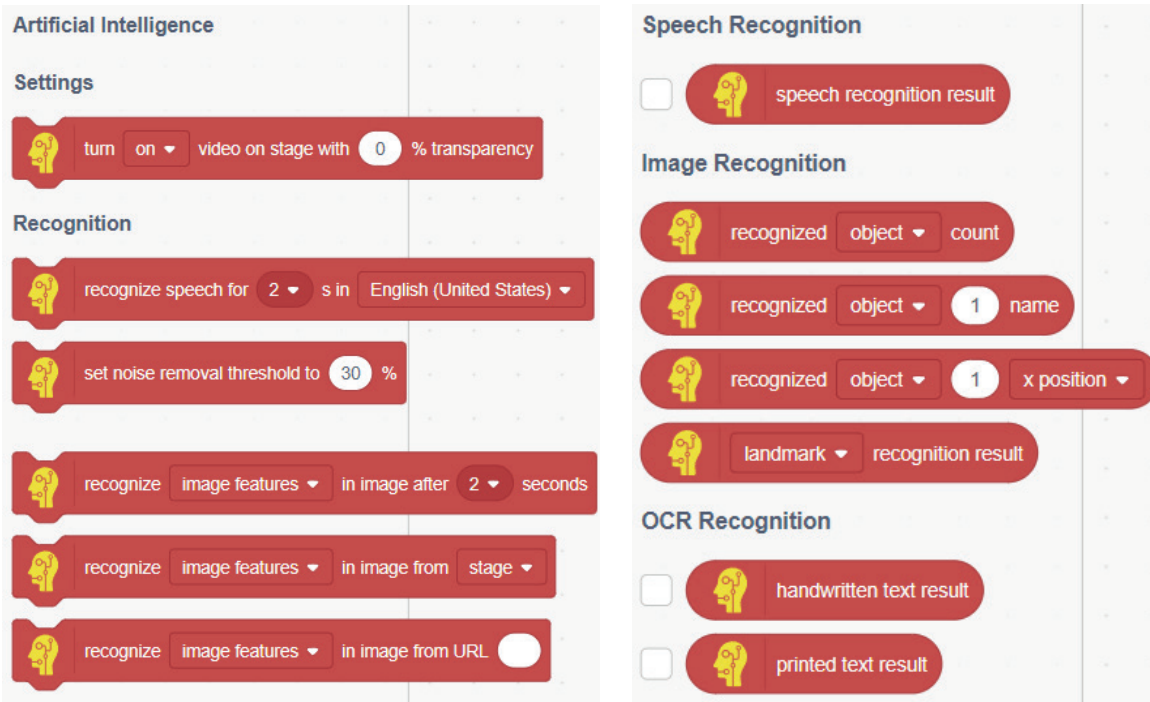 Artificial Intelligence
Settings
turn on video on stage with 0 % transparency
Recognition
recognize speech for 2 s in English (United States)
set noise removal threshold to 30 %
recognize image features in image after 2 seconds
recognize image features in image from stage
recognize image features in image from URL
Speech Recognition
speech recognition result
Image Recognition
recognized object count
recognized object 1 name
recognized object 1 x position
landmark recognition result
OCR Recognition
handwritten text result
printed text result